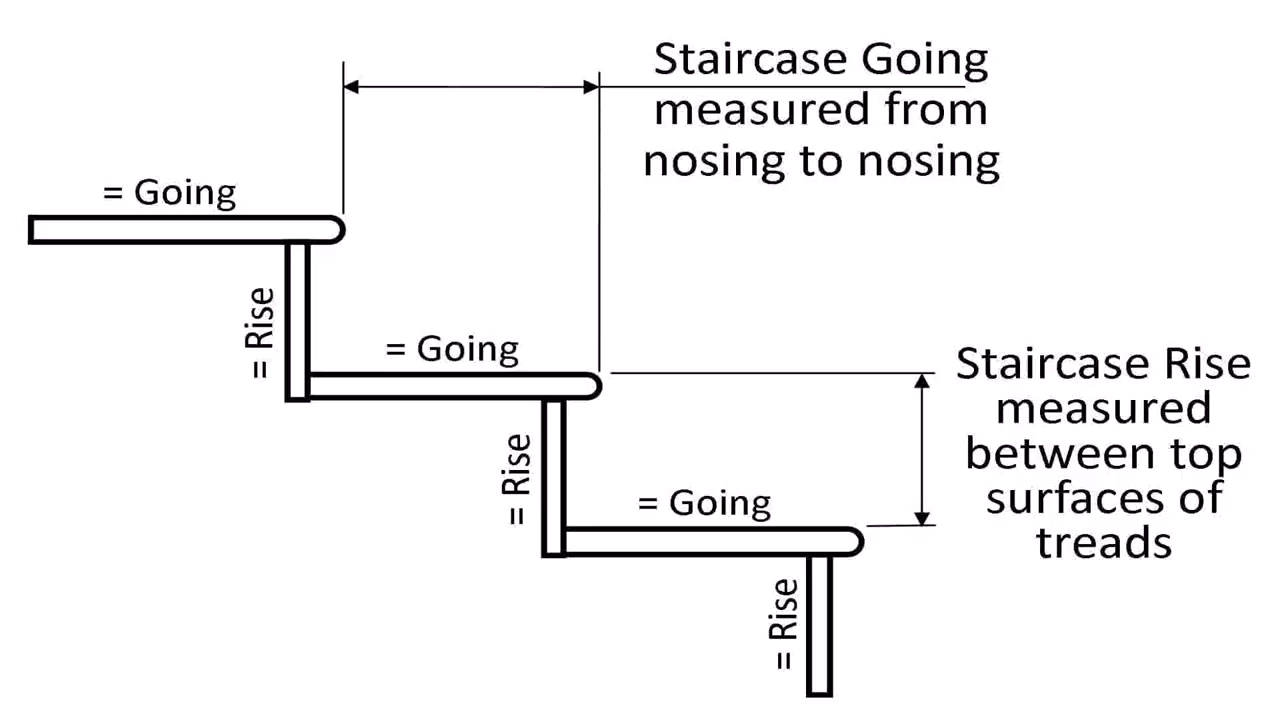 Staircase Going
measured from
nosing to nosing
= Going
= Rise
= Going
Staircase Rise
measured
between top
surfaces of
treads
= Rise
= Going
= Rise